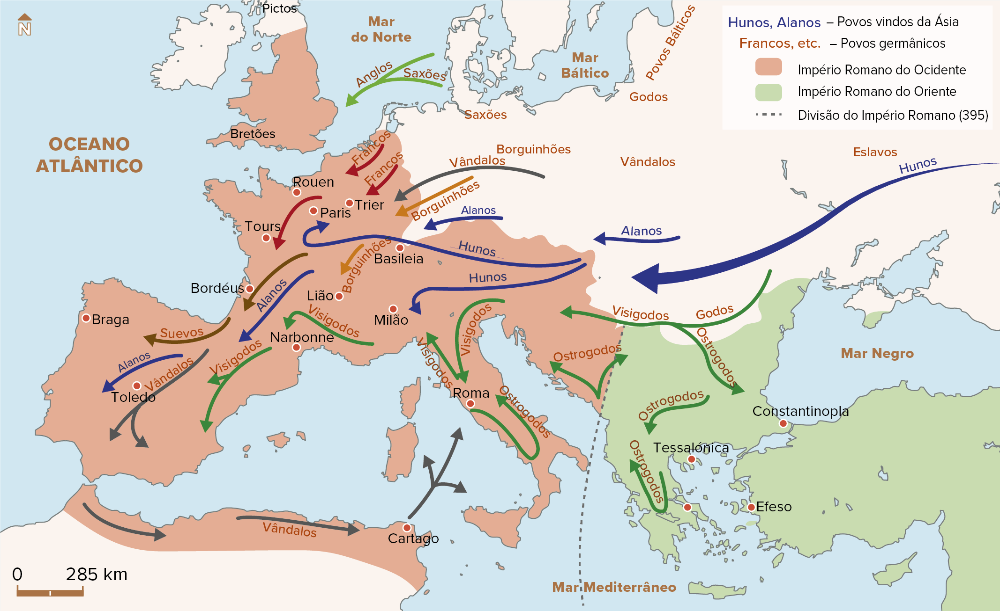 Pictos
N
Mar
do Norte
Anglos
Saxões
Mar
Báltico
Povos Bálticos
Godos
Saxões
Hunos, Alanos – Povos vindos da Ásia
Francos, etc. – Povos germânicos
Império Romano do Ocidente
Império Romano do Oriente
Divisão do Império Romano (395)
Bretões
OCEANO
ATLÂNTICO
Francos
Francos
Borguinhões
Vândalos
Vândalos
Eslavos
Hunos
Rouen
Trier
Paris
Borguinhões
Alanos
Alanos
Tours
Hunos
Basileia
Borguinhões
Hunos
Bordéus
Alanos
Lião
Milão
Visigodos
Visigodos
Visigodos
Godos
Braga
Suevos
Narbonne
Visigodos
Visigodos
Ostrogodos
Ostrogodos
Mar Negro
Alanos
Vândalos
Toledo
Roma
Ostrogodos
Ostrogodos
Constantinopla
Tessalónica
Ostrogodos
Efeso
Vândalos
Cartago
0 285 km
Mar Mediterrâneo